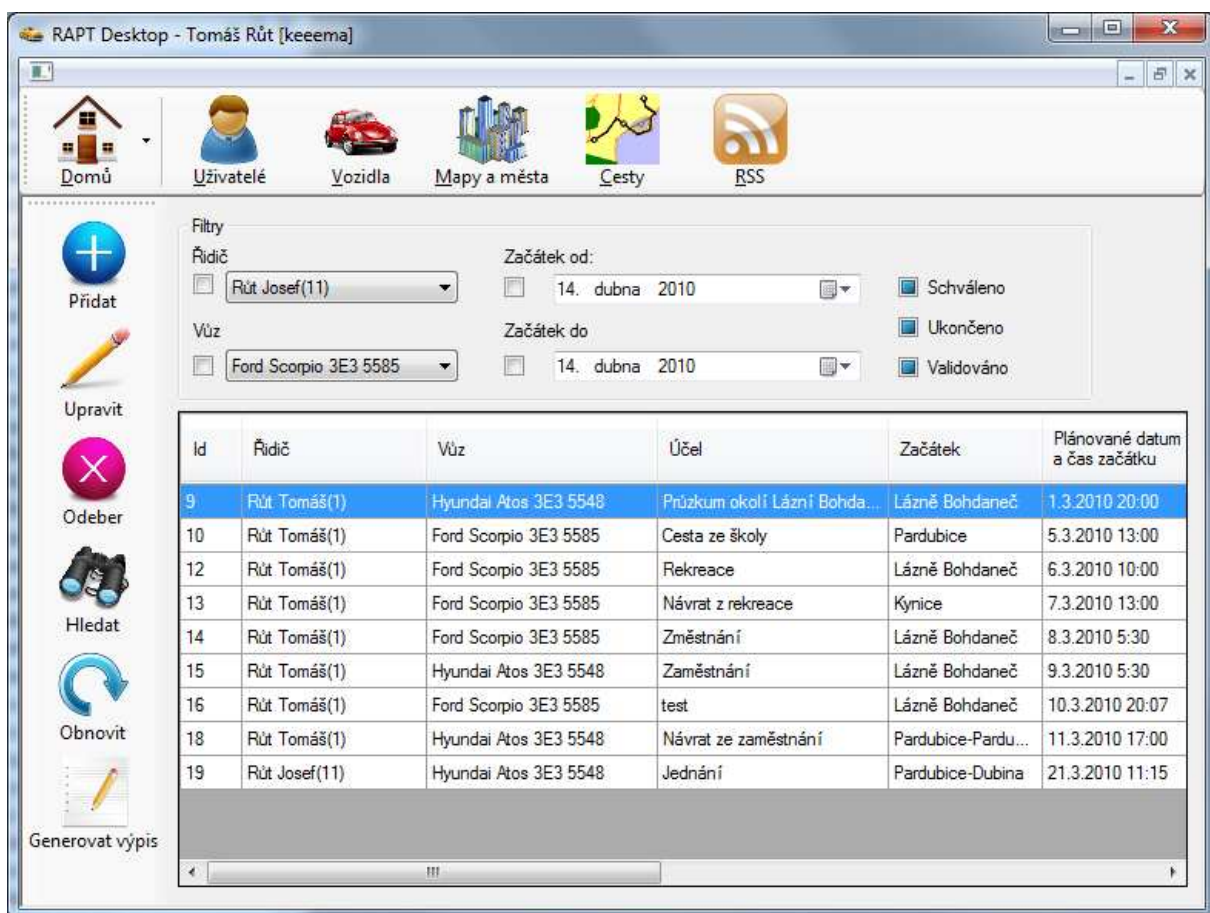 RAPT Desktop - Tomáš Růt [keeema]
Domů Uživatelé Vozidla Mapy a města Cesty RSS
Přidat
Upravit
Odeber
Hledat
Obnovit
Generovat výpis
Filtry
Řidič Začátek od:
Růt Josef(11) 14. dubna 2010 Schváleno
Vůz Začátek do Ukončeno
Ford Scorpio 3E3 5585 14. dubna 2010 Validováno
Id Řidič Vůz Účel Začátek Plánované datum
a čas začátku
9 Růt Tomáš(1) Hyundai Atos 3E3 5548 Průzkum okolí Lázní Bohda... Lázně Bohdaneč 1.3.2010 20:00
10 Růt Tomáš(1) Ford Scorpio 3E3 5585 Cesta ze školy Pardubice 5.3.2010 13:00
12 Růt Tomáš(1) Ford Scorpio 3E3 5585 Rekreace Lázně Bohdaneč 6.3.2010 10:00
13 Růt Tomáš(1) Ford Scorpio 3E3 5585 Návrat z rekreace Kynice 7.3.2010 13:00
14 Růt Tomáš(1) Ford Scorpio 3E3 5585 Změstnání Lázně Bohdaneč 8.3.2010 5:30
15 Růt Tomáš(1) Hyundai Atos 3E3 5548 Zaměstnání Lázně Bohdaneč 9.3.2010 5:30
16 Růt Tomáš(1) Ford Scorpio 3E3 5585 test Lázně Bohdaneč 10.3.2010 20:07
18 Růt Tomáš(1) Hyundai Atos 3E3 5548 Návrat ze zaměstnání Pardubice-Pardu... 11.3.2010 17:00
19 Růt Josef(11) Hyundai Atos 3E3 5548 Jednání Pardubice-Dubina 21.3.2010 11:15